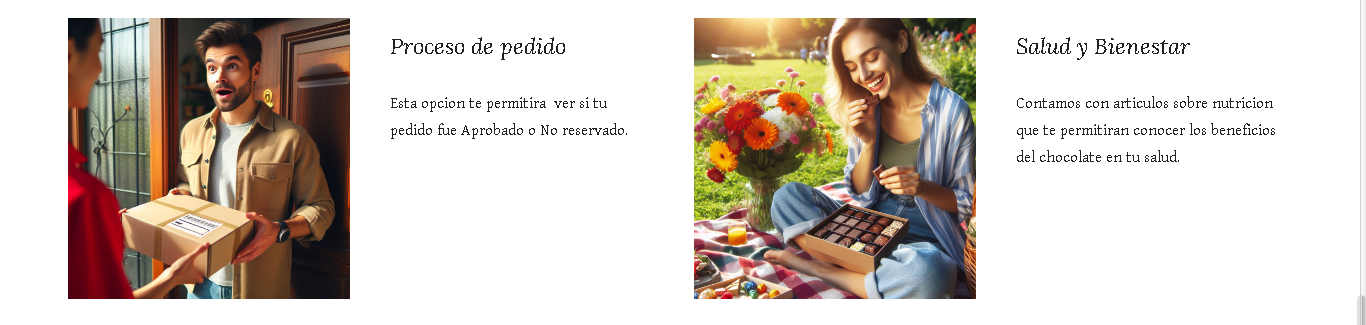 Proceso de pedido
Esta opcion te permitira  ver si tu
pedido fue Aprobado o No reservado.
Salud y Bienestar
Contamos con articulos sobre nutricion
que te permitiran conocer los beneficios
del chocolate en tu salud.